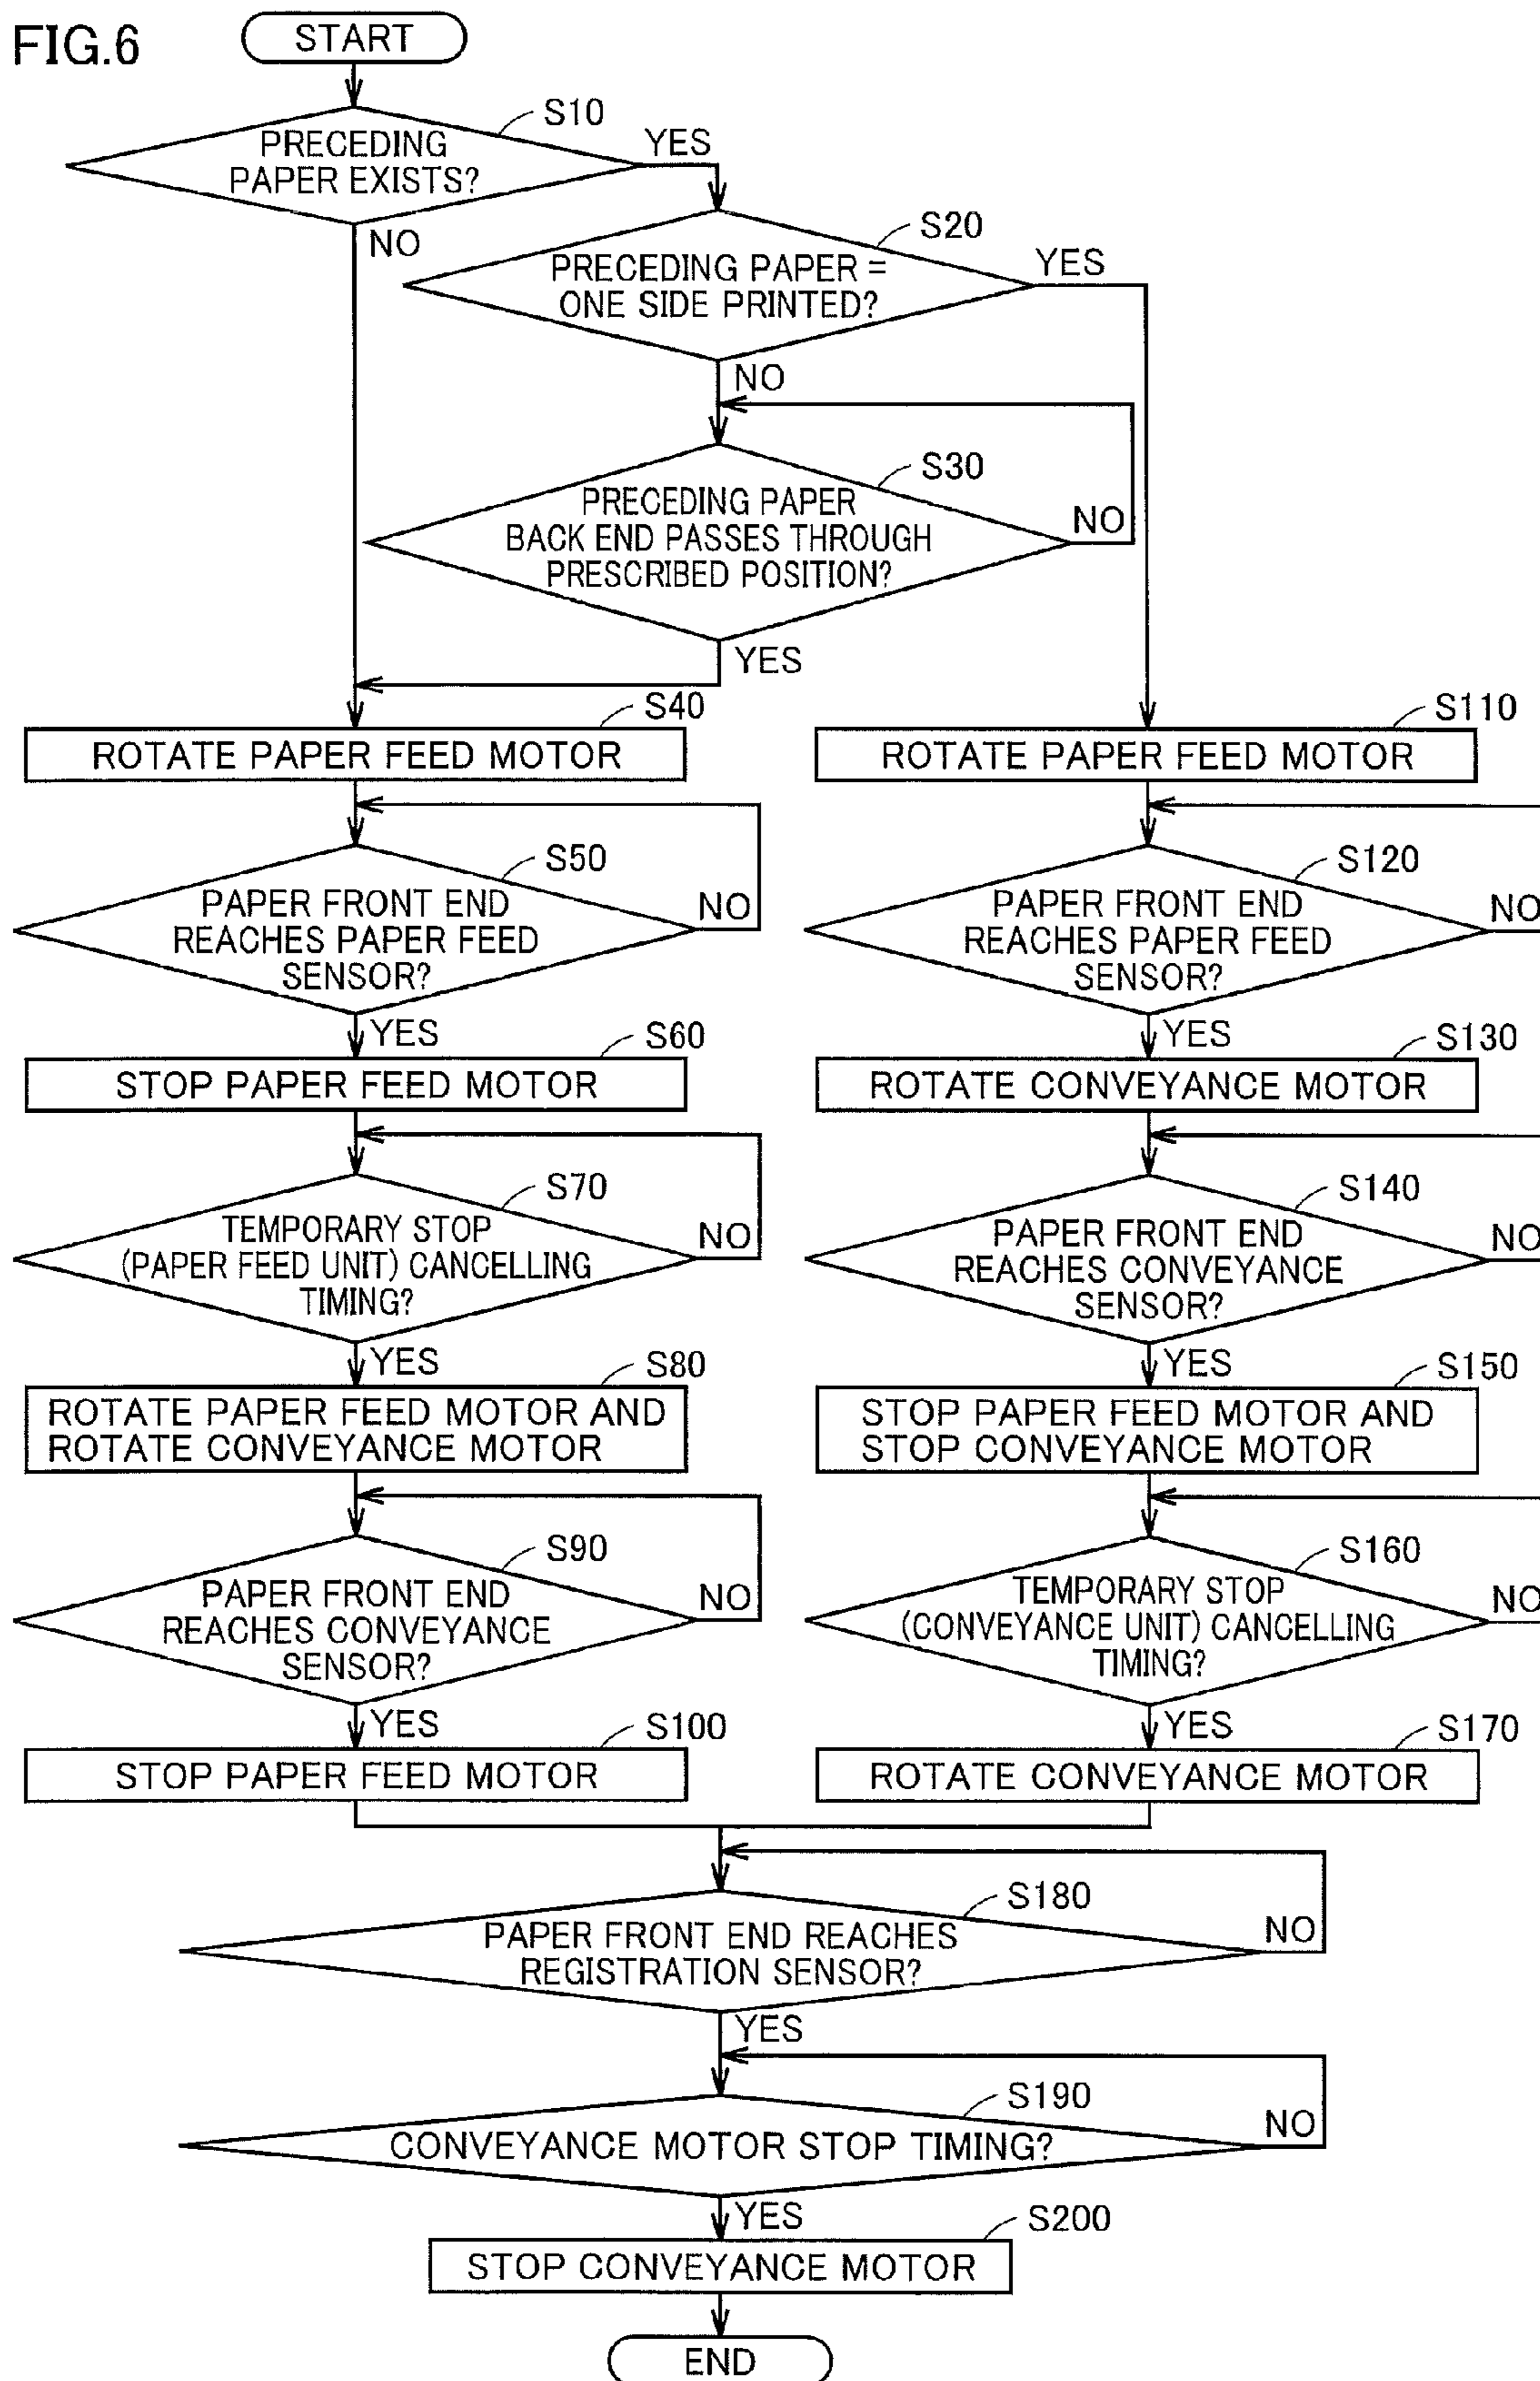 FIG.6
START
S10
PRECEDING
PAPER EXISTS?
YES
NO
S20
PRECEDING PAPER =
ONE SIDE PRINTED?
YES
NO
S30
PRECEDING PAPER
BACK END PASSES THROUGH
PRESCRIBED POSITION?
NO
YES
S40
ROTATE PAPER FEED MOTOR
S50
PAPER FRONT END
REACHES PAPER FEED
SENSOR?
NO
YES
S60
STOP PAPER FEED MOTOR
S70
TEMPORARY STOP
(PAPER FEED UNIT) CANCELLING
TIMING?
NO
YES
S80
ROTATE PAPER FEED MOTOR AND
ROTATE CONVEYANCE MOTOR
S90
PAPER FRONT END
REACHES CONVEYANCE
SENSOR?
NO
YES
S100
STOP PAPER FEED MOTOR
S110
ROTATE PAPER FEED MOTOR
S120
PAPER FRONT END
REACHES PAPER FEED
SENSOR?
NO
YES
S130
ROTATE CONVEYANCE MOTOR
S140
PAPER FRONT END
REACHES CONVEYANCE
SENSOR?
NO
YES
S150
STOP PAPER FEED MOTOR AND
STOP CONVEYANCE MOTOR
S160
TEMPORARY STOP
(CONVEYANCE UNIT) CANCELLING
TIMING?
NO
YES
S170
ROTATE CONVEYANCE MOTOR
S180
PAPER FRONT END REACHES
REGISTRATION SENSOR?
NO
YES
S190
CONVEYANCE MOTOR STOP TIMING?
NO
YES
S200
STOP CONVEYANCE MOTOR
END